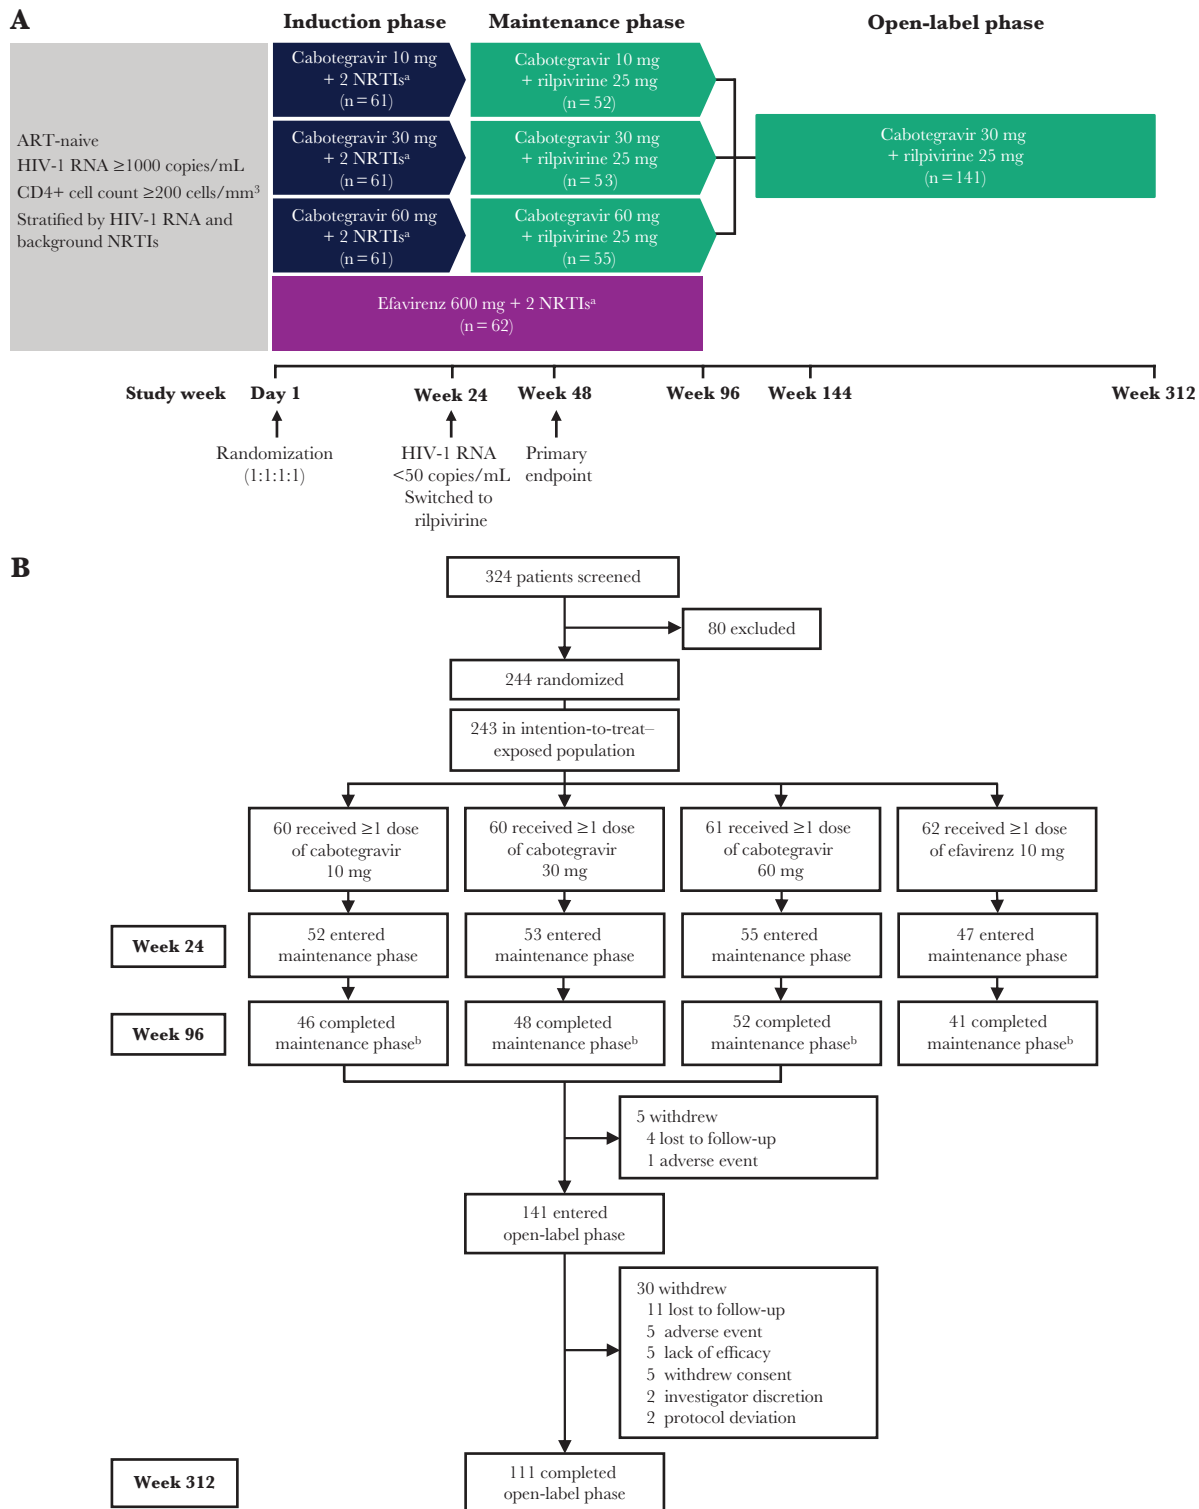 A
Induction phase
Maintenance phase
Open-label phase
ART-naive
HIV-1 RNA ≥1000 copies/mL
CD4+ cell count ≥200 cells/mm³
Stratified by HIV-1 RNA and
background NRTIs
Cabotegravir 10 mg
+ 2 NRTIsᵃ
(n = 61)
Cabotegravir 10 mg
+ rilpivirine 25 mg
(n = 52)
Cabotegravir 30 mg
+ 2 NRTIsᵃ
(n = 61)
Cabotegravir 30 mg
+ rilpivirine 25 mg
(n = 53)
Cabotegravir 30 mg
+ rilpivirine 25 mg
(n = 141)
Cabotegravir 60 mg
+ 2 NRTIsᵃ
(n = 61)
Cabotegravir 60 mg
+ rilpivirine 25 mg
(n = 55)
Efavirenz 600 mg + 2 NRTIsᵃ
(n = 62)
Study week
Day 1
Week 24
Week 48
Week 96
Week 144
Week 312
Randomization
(1:1:1:1)
HIV-1 RNA
<50 copies/mL
Switched to
rilpivirine
Primary
endpoint
B
324 patients screened
80 excluded
244 randomized
243 in intention-to-treat–
exposed population
60 received ≥1 dose
of cabotegravir
10 mg
60 received ≥1 dose
of cabotegravir
30 mg
61 received ≥1 dose
of cabotegravir
60 mg
62 received ≥1 dose
of efavirenz 10 mg
Week 24
52 entered
maintenance phase
53 entered
maintenance phase
55 entered
maintenance phase
47 entered
maintenance phase
Week 96
46 completed
maintenance phaseᵇ
48 completed
maintenance phaseᵇ
52 completed
maintenance phaseᵇ
41 completed
maintenance phaseᵇ
5 withdrew
4 lost to follow-up
1 adverse event
141 entered
open-label phase
30 withdrew
11 lost to follow-up
5 adverse event
5 lack of efficacy
5 withdrew consent
2 investigator discretion
2 protocol deviation
Week 312
111 completed
open-label phase